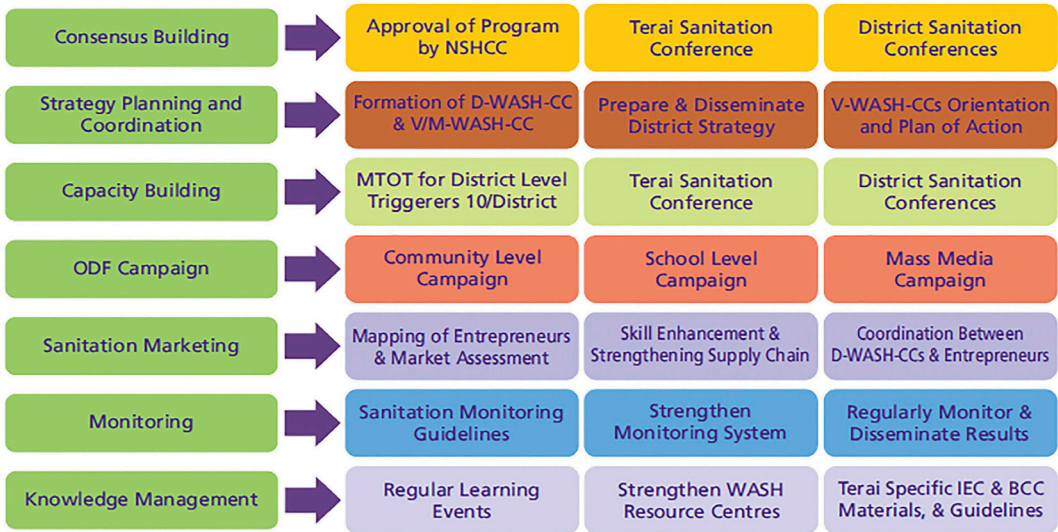 Consensus Building
Approval of Program
by NSHCC
Terai Sanitation
Conference
District Sanitation
Conferences
Strategy Planning and
Coordination
Formation of D-WASH-CC
& V/M-WASH-CC
Prepare & Disseminate
District Strategy
V-WASH-CCs Orientation
and Plan of Action
Capacity Building
MTOT for District Level
Triggerers 10/District
Terai Sanitation
Conference
District Sanitation
Conferences
ODF Campaign
Community Level
Campaign
School Level
Campaign
Mass Media
Campaign
Sanitation Marketing
Mapping of Entrepreneurs
& Market Assessment
Skill Enhancement &
Strengthening Supply Chain
Coordination Between
D-WASH-CCs & Entrepreneurs
Monitoring
Sanitation Monitoring
Guidelines
Strengthen
Monitoring System
Regularly Monitor &
Disseminate Results
Knowledge Management
Regular Learning
Events
Strengthen WASH
Resource Centres
Terai Specific IEC & BCC
Materials, & Guidelines